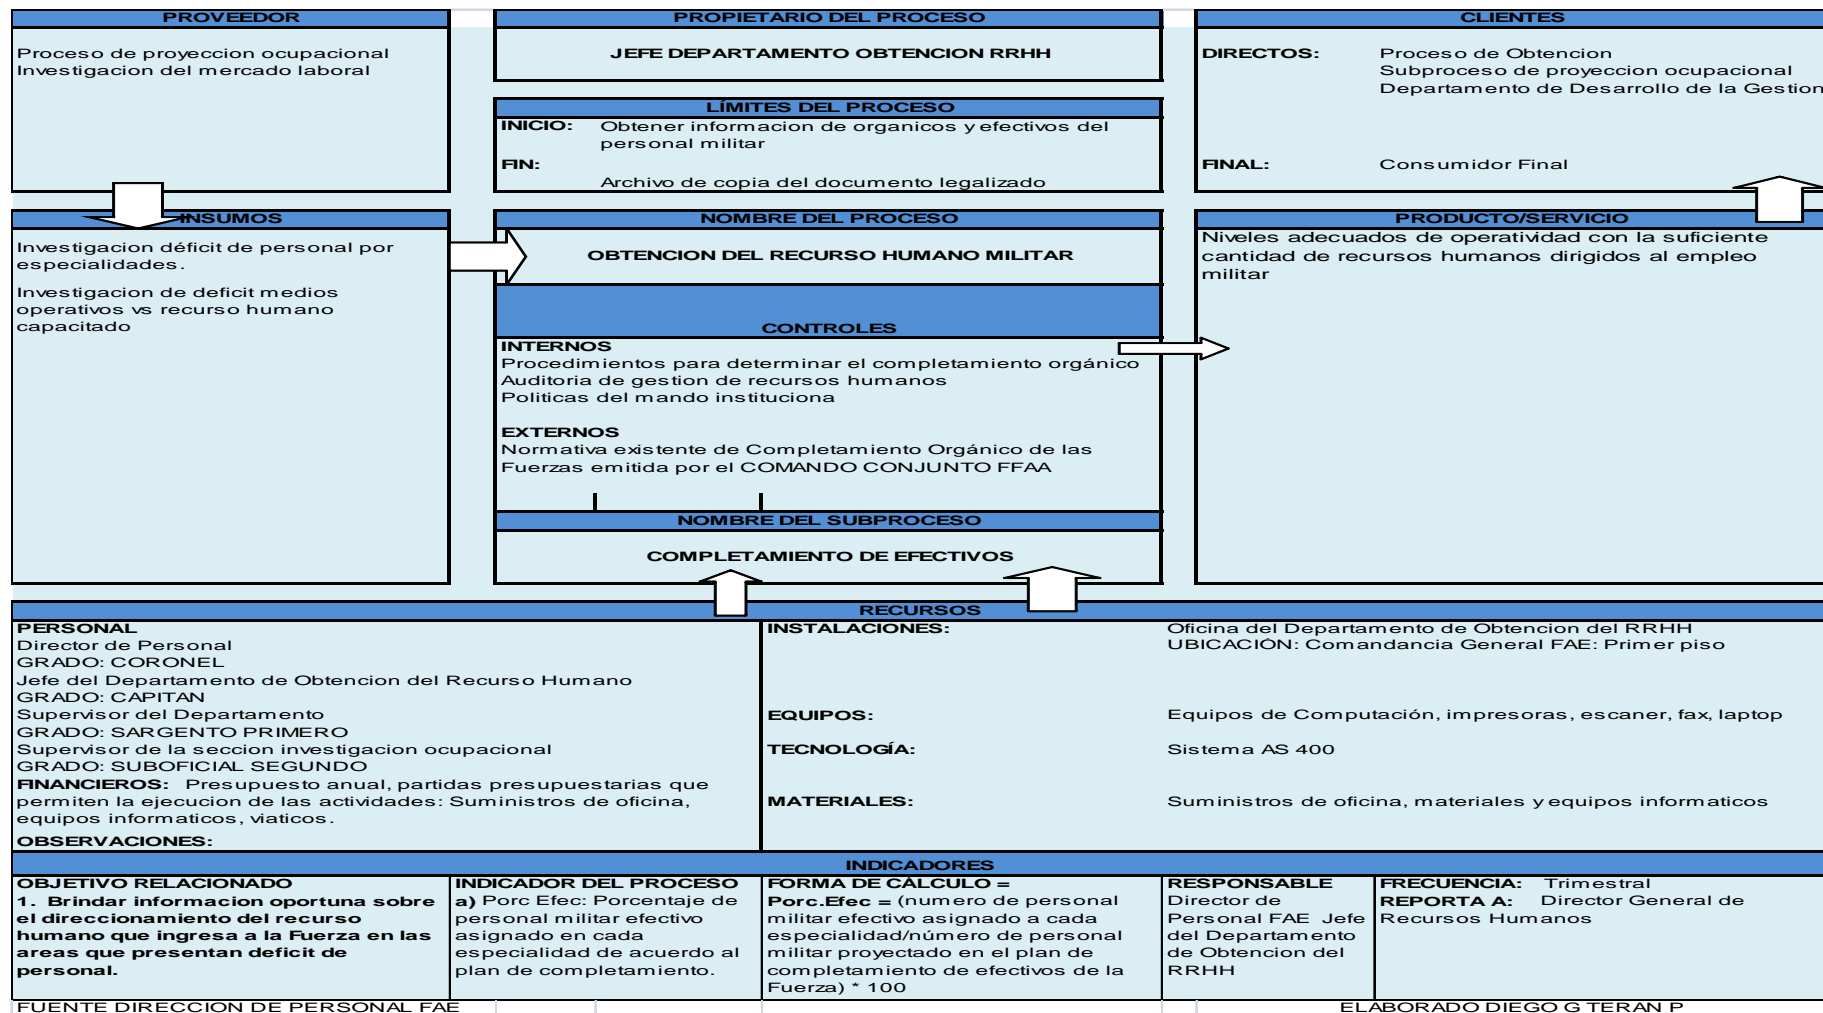 PROVEEDOR
Proceso de proyeccion ocupacional
Investigacion del mercado laboral
PROPIETARIO DEL PROCESO
JEFE DEPARTAMENTO OBTENCION RRHH
LÍMITES DEL PROCESO
INICIO: Obtener informacion de organicos y efectivos del
personal militar
FIN:
Archivo de copia del documento legalizado
CLIENTES
DIRECTOS: Proceso de Obtencion
Subproceso de proyeccion ocupacional
Departamento de Desarrollo de la Gestion
FINAL: Consumidor Final
INSUMOS
Investigacion déficit de personal por
especialidades.
Investigacion de deficit medios
operativos vs recurso humano
capacitado
NOMBRE DEL PROCESO
OBTENCION DEL RECURSO HUMANO MILITAR
CONTROLES
INTERNOS
Procedimientos para determinar el completamiento orgánico
Auditoria de gestion de recursos humanos
Politicas del mando instituciona
EXTERNOS
Normativa existente de Completamiento Orgánico de las
Fuerzas emitida por el COMANDO CONJUNTO FFAA
NOMBRE DEL SUBPROCESO
COMPLETAMIENTO DE EFECTIVOS
PRODUCTO/SERVICIO
Niveles adecuados de operatividad con la suficiente
cantidad de recursos humanos dirigidos al empleo
militar
RECURSOS
PERSONAL
Director de Personal
GRADO: CORONEL
Jefe del Departamento de Obtencion del Recurso Humano
GRADO: CAPITAN
Supervisor del Departamento
GRADO: SARGENTO PRIMERO
Supervisor de la seccion investigacion ocupacional
GRADO: SUBOFICIAL SEGUNDO
FINANCIEROS: Presupuesto anual, partidas presupuestarias que
permiten la ejecucion de las actividades: Suministros de oficina,
equipos informaticos, viaticos.
OBSERVACIONES:
INSTALACIONES: Oficina del Departamento de Obtencion del RRHH
UBICACIÓN: Comandancia General FAE: Primer piso
EQUIPOS: Equipos de Computación, impresoras, escaner, fax, laptop
TECNOLOGÍA: Sistema AS 400
MATERIALES: Suministros de oficina, materiales y equipos informaticos
INDICADORES
OBJETIVO RELACIONADO
1. Brindar informacion oportuna sobre
el direccionamiento del recurso
humano que ingresa a la Fuerza en las
areas que presentan deficit de
personal.
INDICADOR DEL PROCESO
a) Porc Efec: Porcentaje de
personal militar efectivo
asignado en cada
especialidad de acuerdo al
plan de completamiento.
FORMA DE CÁLCULO =
Porc.Efec = (numero de personal
militar efectivo asignado a cada
especialidad/número de personal
militar proyectado en el plan de
completamiento de efectivos de la
Fuerza) * 100
RESPONSABLE
Director de
Personal FAE Jefe
del Departamento
de Obtencion del
RRHH
FRECUENCIA: Trimestral
REPORTA A: Director General de
Recursos Humanos
FUENTE DIRECCION DE PERSONAL FAE
ELABORADO DIEGO G TERAN P